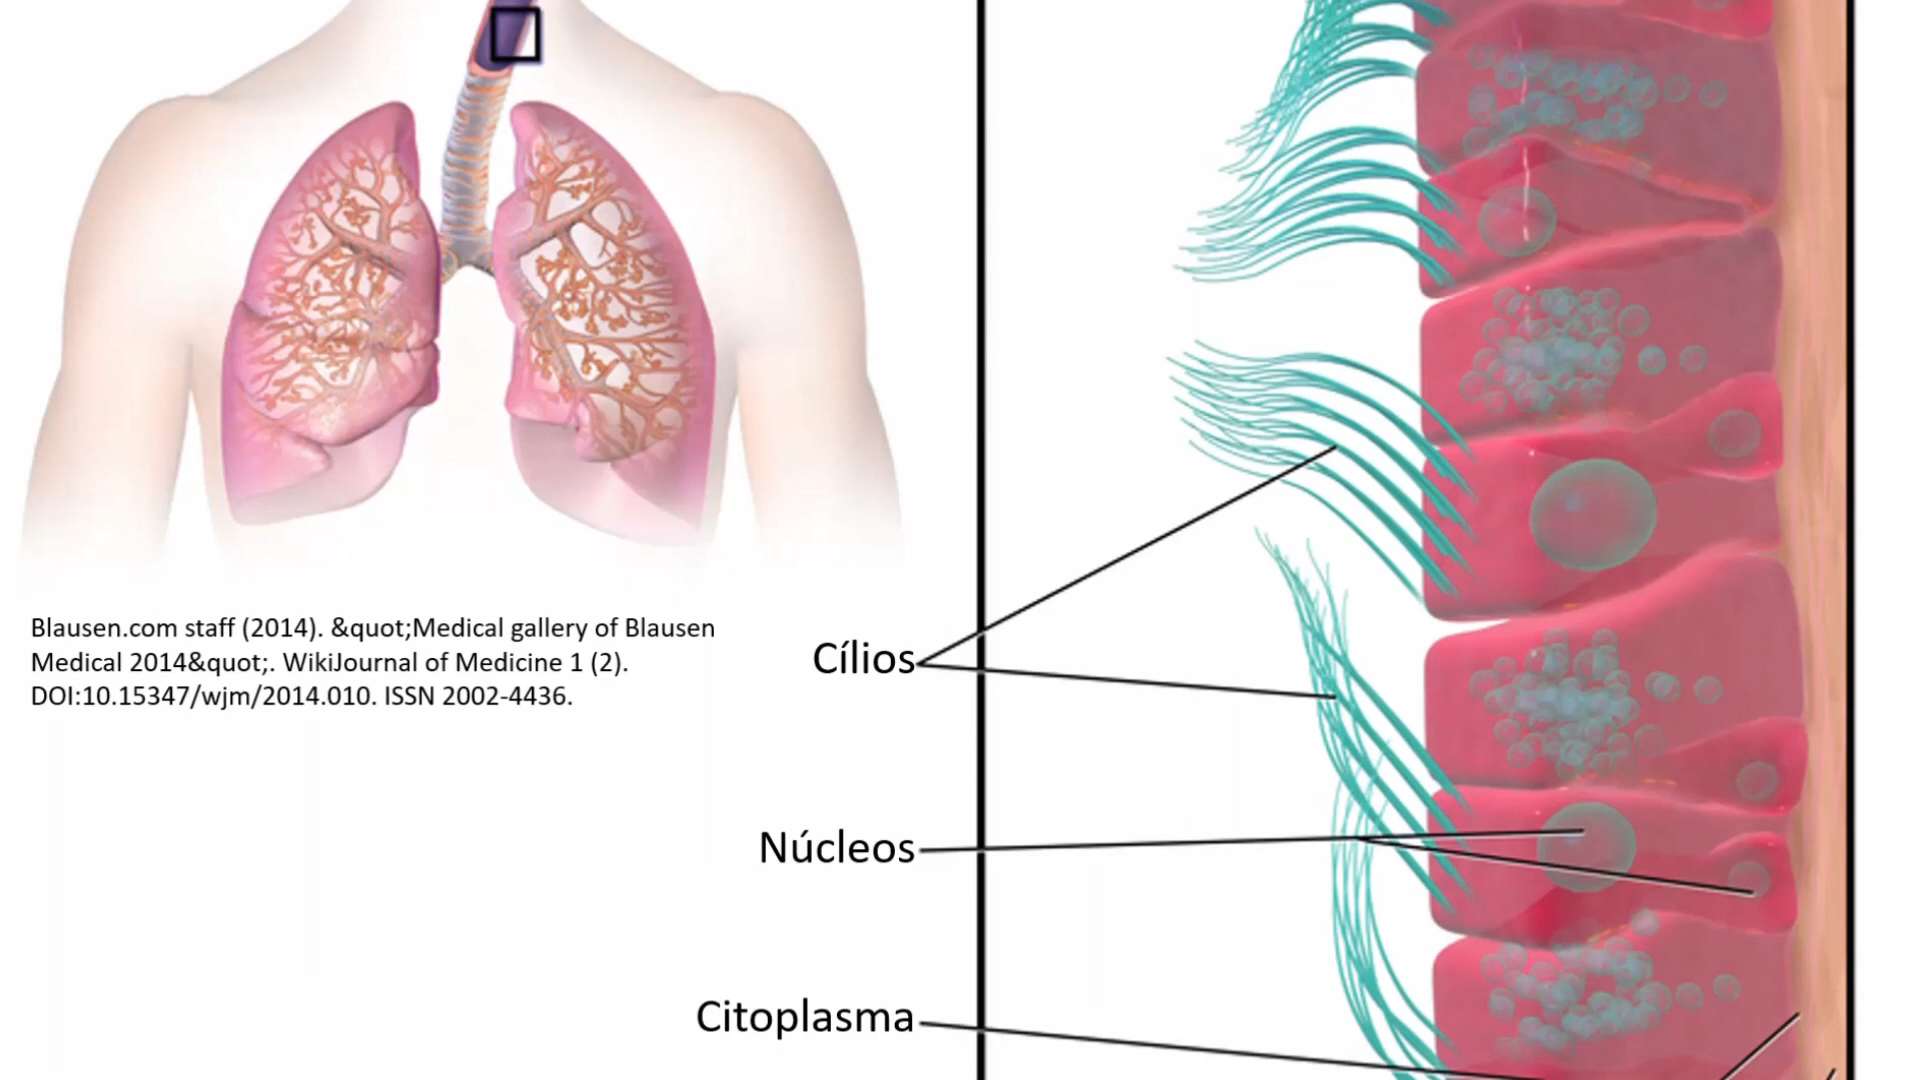 Blausen.com staff (2014). &quot;Medical gallery of Blausen
Medical 2014&quot;. WikiJournal of Medicine 1 (2).
DOI:10.15347/wjm/2014.010. ISSN 2002-4436.
Cílios
Núcleos
Citoplasma